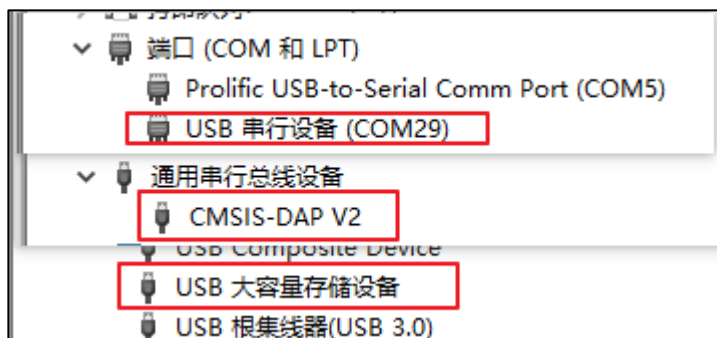 端口 (COM 和 LPT)
Prolific USB-to-Serial Comm Port (COM5)
USB 串行设备 (COM29)
通用串行总线设备
CMSIS-DAP V2
USB Composite Device
USB 大容量存储设备
USB 根集线器(USB 3.0)